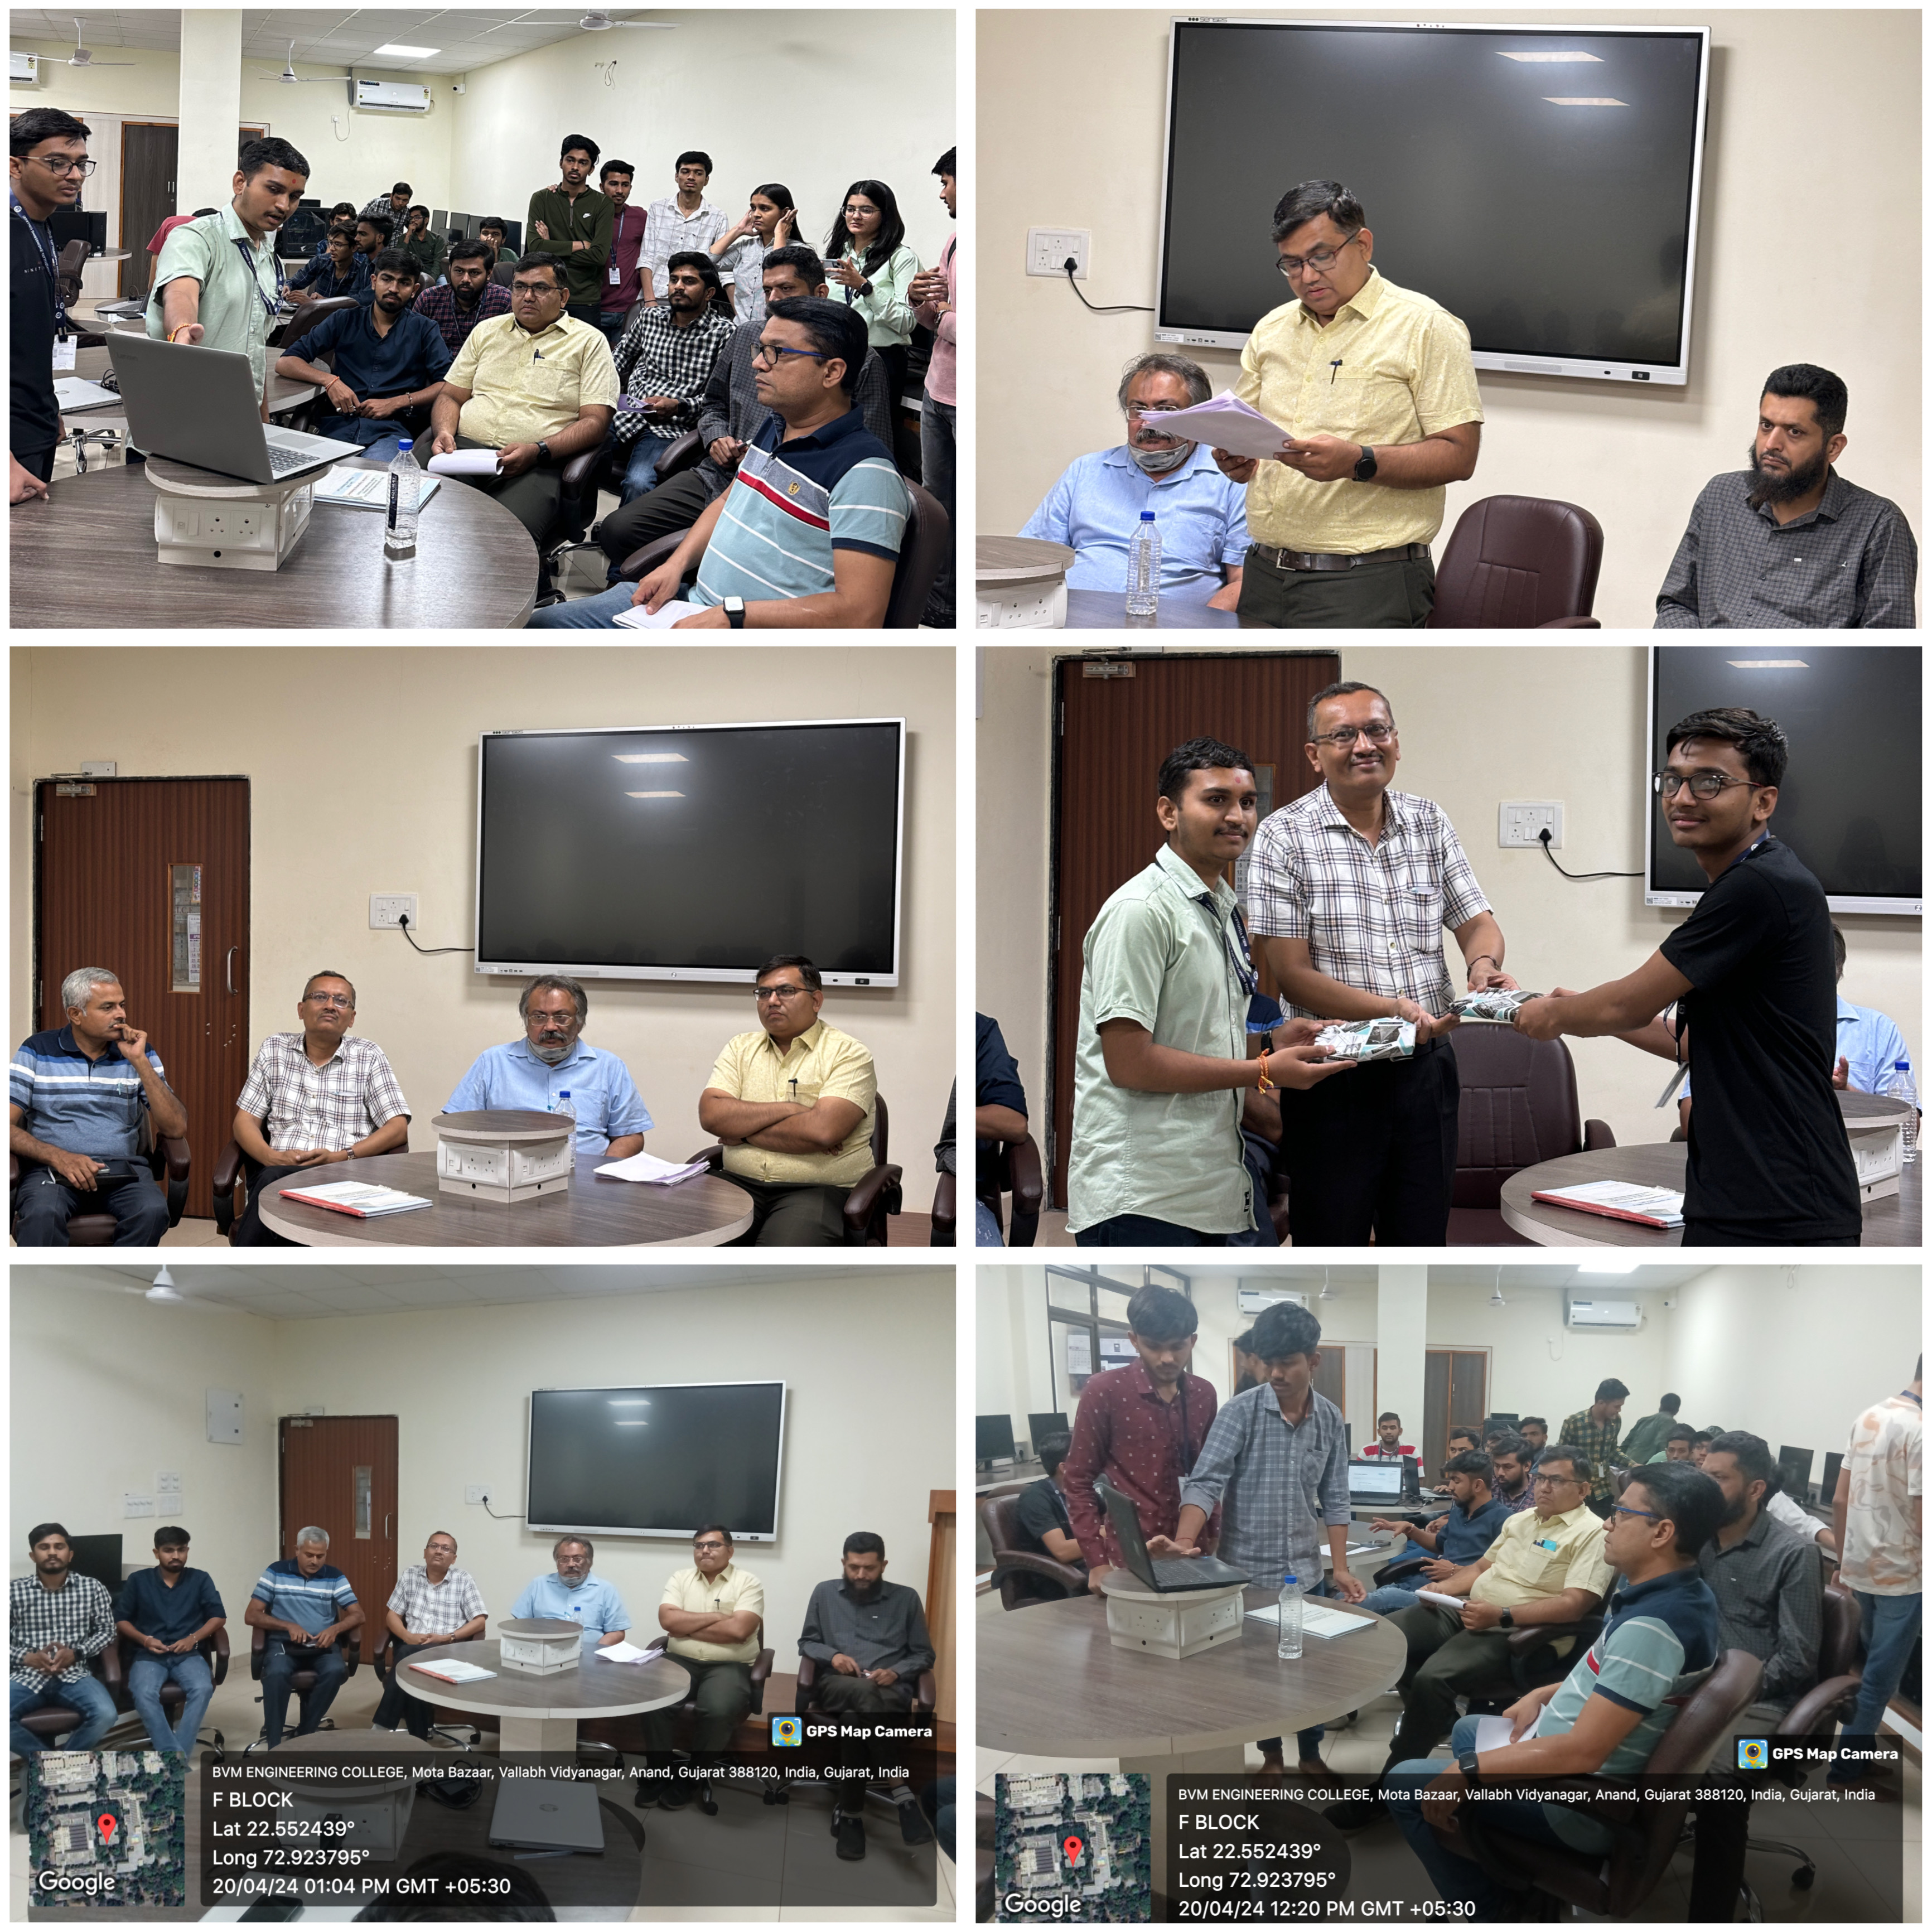 GPS Map Camera
BVM ENGINEERING COLLEGE, Mota Bazaar, Vallabh Vidyanagar, Anand, Gujarat 388120, India, Gujarat, India
F BLOCK
Lat 22.552439°
Long 72.923795°
20/04/24 01:04 PM GMT +05:30
Google
GPS Map Camera
BVM ENGINEERING COLLEGE, Mota Bazaar, Vallabh Vidyanagar, Anand, Gujarat 388120, India, Gujarat, India
F BLOCK
Lat 22.552439°
Long 72.923795°
20/04/24 12:20 PM GMT +05:30
Google